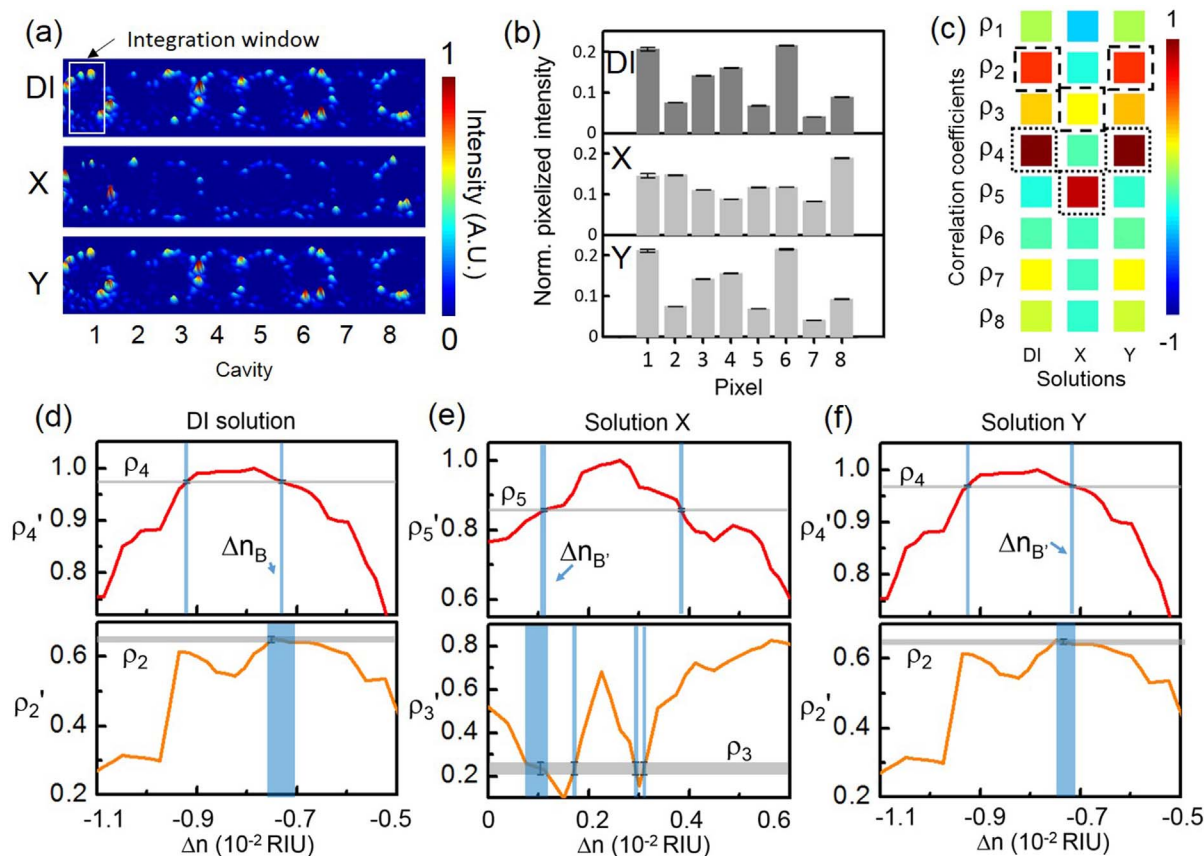 (a)
Integration window
DI
X
Y
1 2 3 4 5 6 7 8
Cavity
1
0
Intensity (A.U.)
(b)
Norm. pixelized intensity
0.2
0.1
0
DI
0.2
0.1
0
X
0.2
0.1
0
Y
1 2 3 4 5 6 7 8
Pixel
(c)
Correlation coefficients
ρ1
ρ2
ρ3
ρ4
ρ5
ρ6
ρ7
ρ8
DI X Y
Solutions
1
-1
(d)
DI solution
ρ4'
1.0
0.9
0.8
ρ4
ΔnB
ρ2'
0.6
0.4
0.2
ρ2
-1.1 -0.9 -0.7 -0.5
Δn (10-2 RIU)
(e)
Solution X
ρ5'
1.0
0.8
0.6
ρ5
ΔnB'
ρ3'
0.8
0.6
0.4
0.2
ρ3
0 0.2 0.4 0.6
Δn (10-2 RIU)
(f)
Solution Y
ρ4'
1.0
0.9
0.8
ρ4
ΔnB'
ρ2'
0.6
0.4
0.2
ρ2
-1.1 -0.9 -0.7 -0.5
Δn (10-2 RIU)